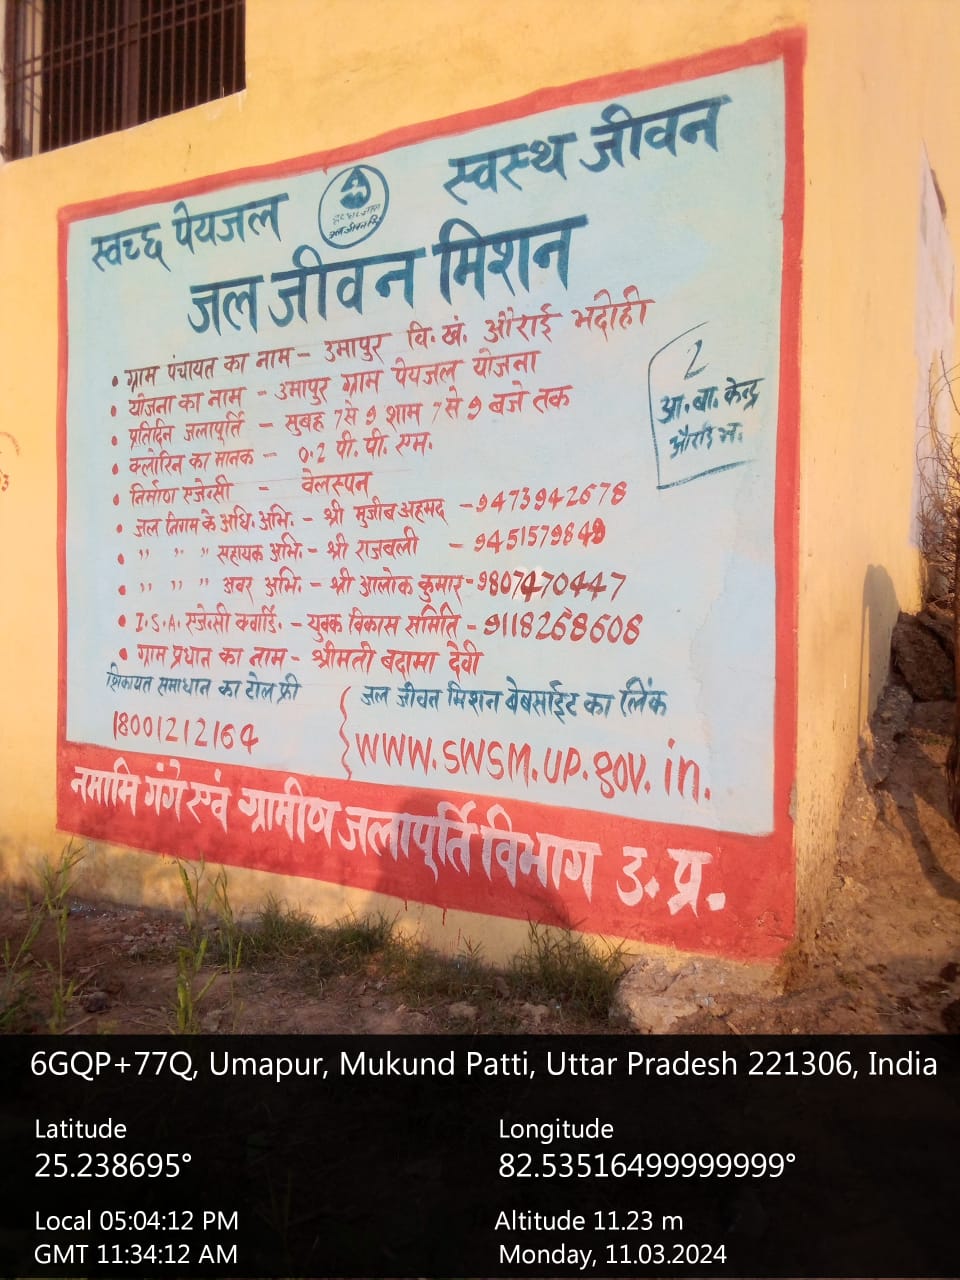 स्वच्छ पेयजल स्वस्थ जीवन
जल जीवन मिशन
• ग्राम पंचायत का नाम – उमापुर वि. खं. औराई भदोही
• योजना का नाम – उमापुर ग्राम पेयजल योजना
• प्रतिदिन जलापूर्ति – सुबह 7 से 9 शाम 7 से 9 बजे तक
• क्लोरिन का मानक – 0.2 पी. पी. एम.
• निर्माण एजेन्सी – वेलस्पन
• जल निगम के अधि. अभि. – श्री मुजीब अहमद – 9473942678
• " " " सहायक अभि. – श्री राजबली – 9451579849
• " " " अवर अभि. – श्री आलोक कुमार – 9807470447
• I.S.A. एजेन्सी क्वार्डि. – युवक विकास समिति – 9118268608
• ग्राम प्रधान का नाम – श्रीमती बदामा देवी
शिकायत समाधान का टोल फ्री
18001212164
जल जीवन मिशन बेबसाईट का लिंक
WWW.SWSM.UP.gov.in.
नमामि गंगे एवं ग्रामीण जलापूर्ति विभाग उ. प्र.
2
आ. बा. केन्द्र
औराई भ.
6GQP+77Q, Umapur, Mukund Patti, Uttar Pradesh 221306, India
Latitude
25.238695°
Longitude
82.53516499999999°
Local 05:04:12 PM
GMT 11:34:12 AM
Altitude 11.23 m
Monday, 11.03.2024